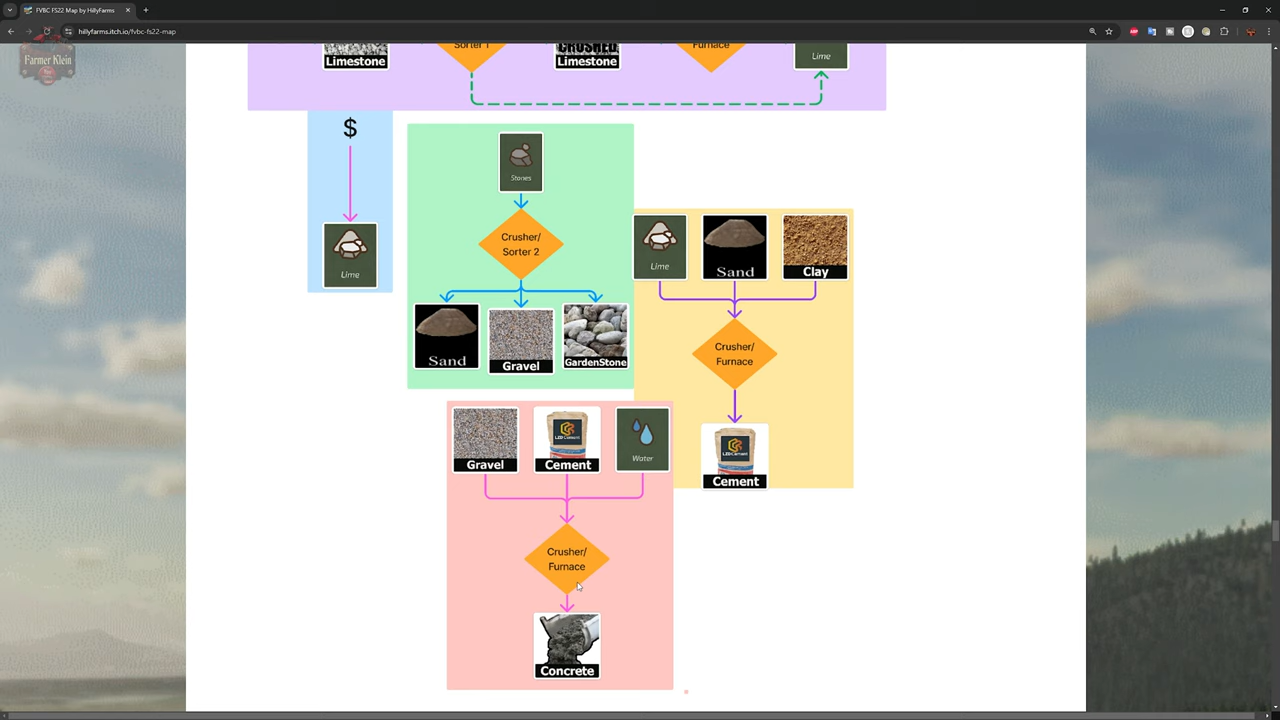 FVBC FS22 Map by HillyFarms
hillyfarms.itch.io/fvbc-fs22-map
Farmer Klein
Limestone
Sorter 1
CRUSHED
Limestone
Furnace
Lime
$
Lime
Stones
Crusher/
Sorter 2
Sand
Gravel
GardenStone
Lime
Sand
Clay
Crusher/
Furnace
Cement
Gravel
Cement
Water
Crusher/
Furnace
Concrete